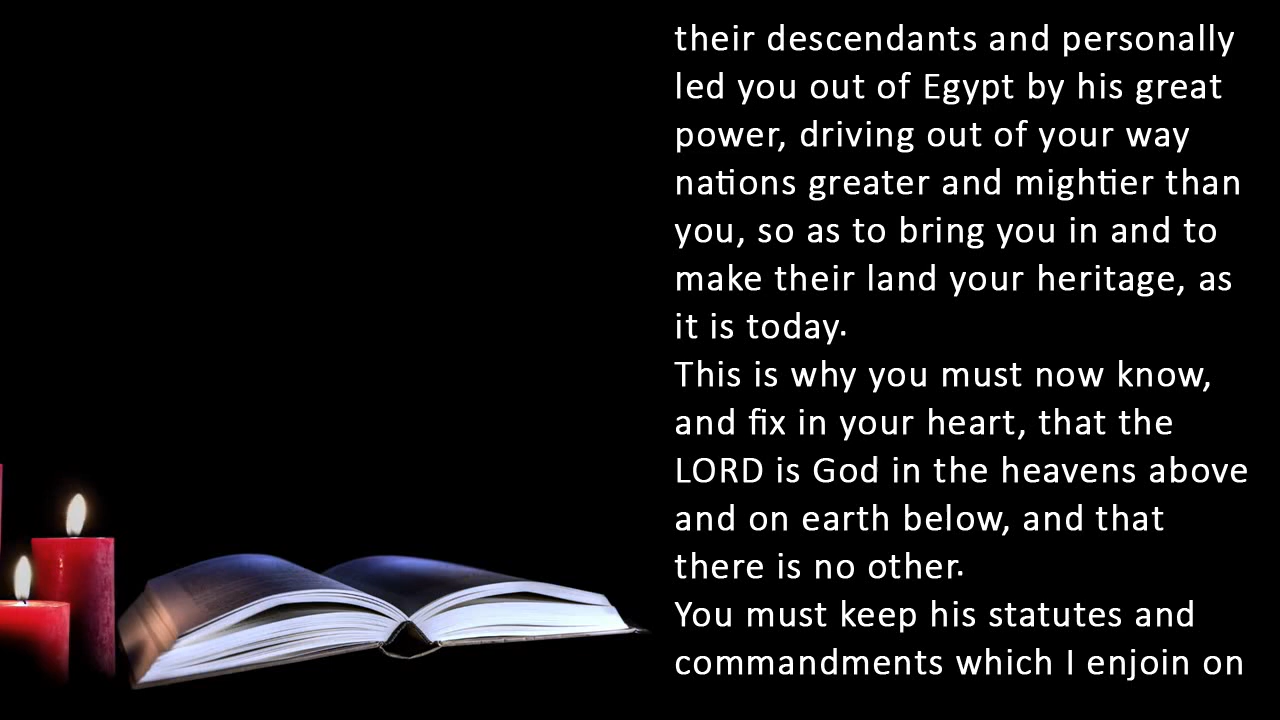 their descendants and personally
led you out of Egypt by his great
power, driving out of your way
nations greater and mightier than
you, so as to bring you in and to
make their land your heritage, as
it is today.
This is why you must now know,
and fix in your heart, that the
LORD is God in the heavens above
and on earth below, and that
there is no other.
You must keep his statutes and
commandments which I enjoin on